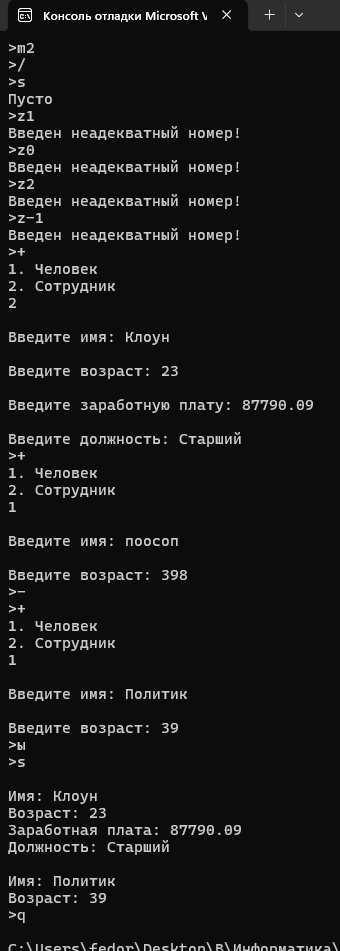 Консоль отладки Microsoft V
>m2
>/
>s
Пусто
>z1
Введен неадекватный номер!
>z0
Введен неадекватный номер!
>z2
Введен неадекватный номер!
>z-1
Введен неадекватный номер!
>+
1. Человек
2. Сотрудник
2
Введите имя: Клоун
Введите возраст: 23
Введите заработную плату: 87790.09
Введите должность: Старший
>+
1. Человек
2. Сотрудник
1
Введите имя: поосоп
Введите возраст: 398
>-
>+
1. Человек
2. Сотрудник
1
Введите имя: Политик
Введите возраст: 39
>ы
>s
Имя: Клоун
Возраст: 23
Заработная плата: 87790.09
Должность: Старший
Имя: Политик
Возраст: 39
>q
C:\Users\fedor\Desktop\В\Информатика\